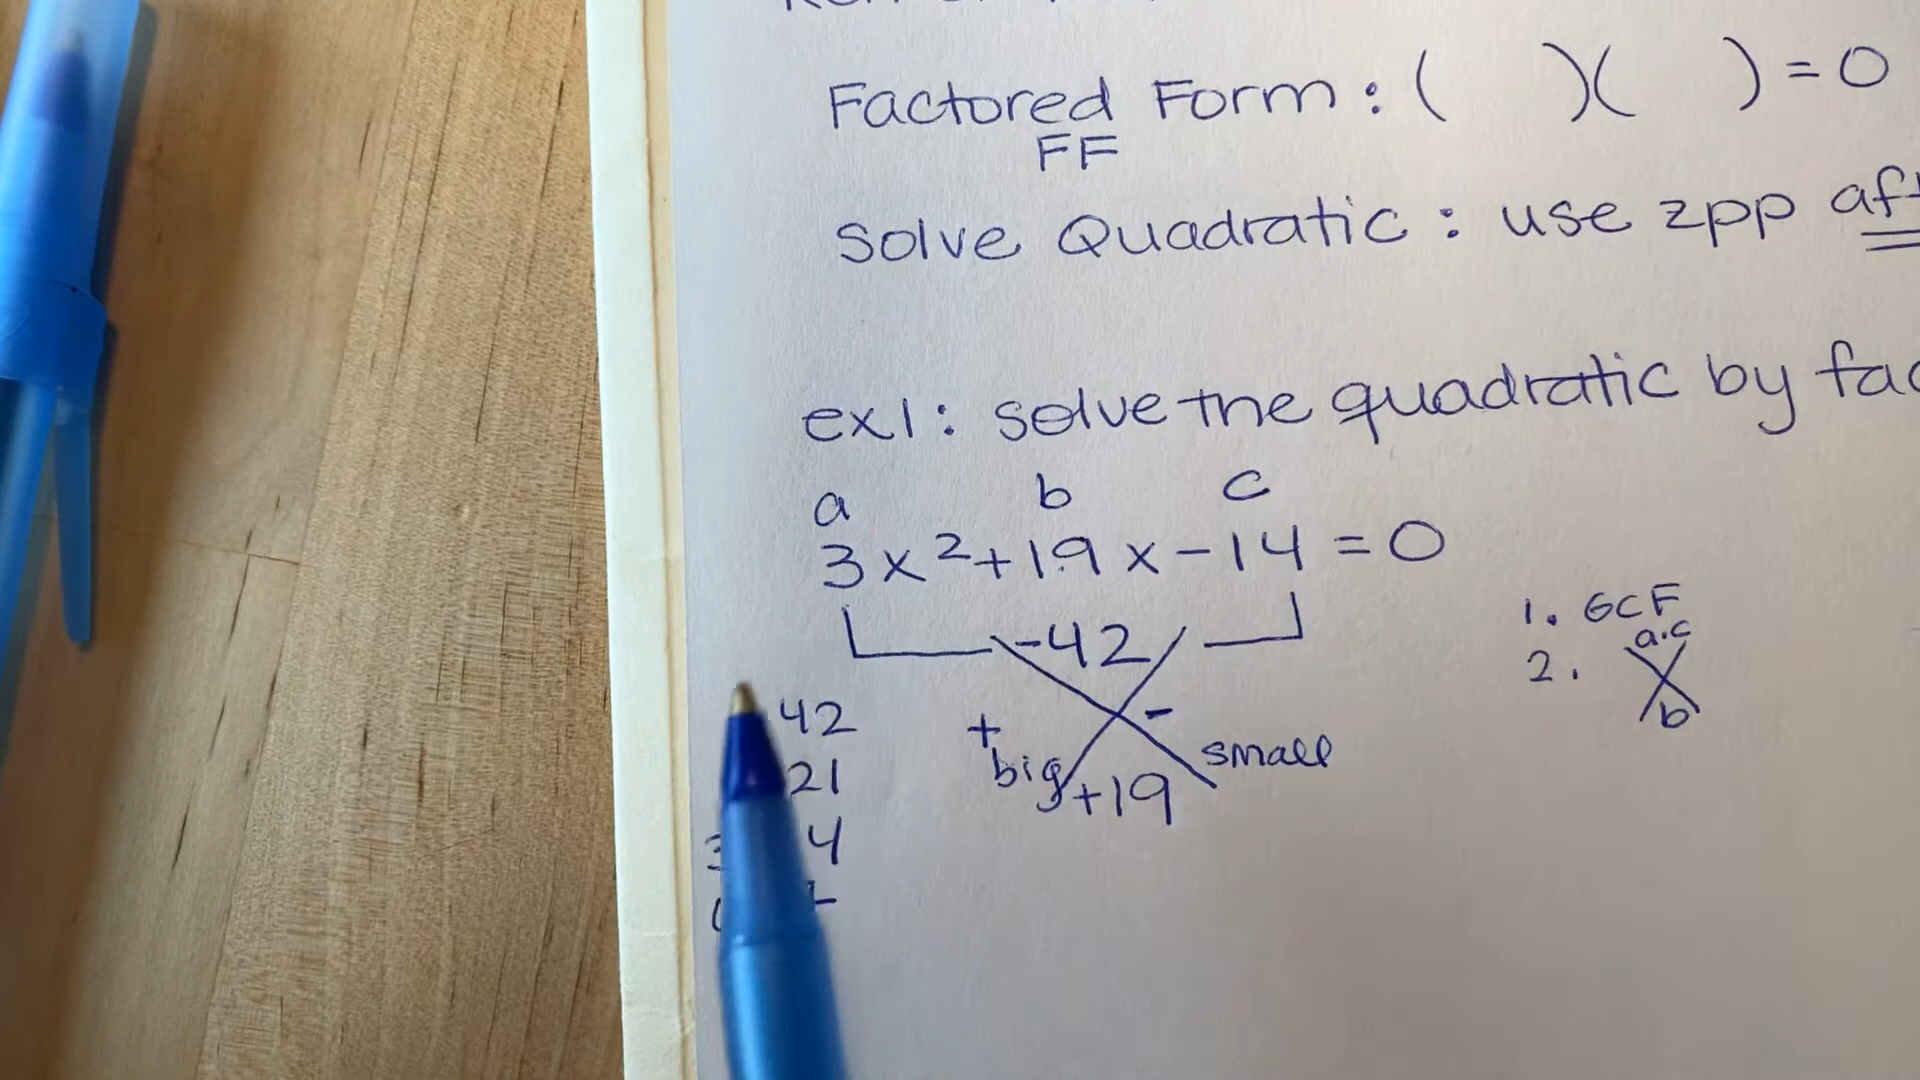 Factored Form : ( )( ) = 0
FF
Solve Quadratic : use zpp
ex1 : solve the quadratic by
a b c
3x²+19x-14=0
-42
1. GCF
2. a.c
b
42
+ -
big small
+19
21
3 4